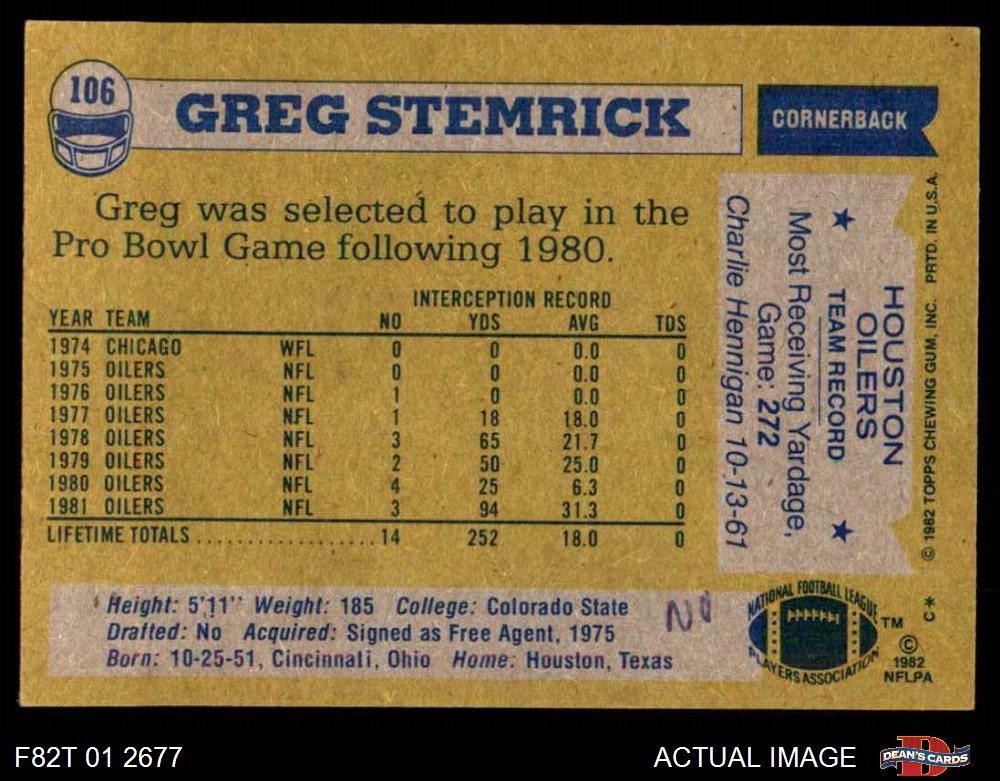 106
GREG STEMRICK
CORNERBACK
Greg was selected to play in the
Pro Bowl Game following 1980.
INTERCEPTION RECORD
YEAR TEAM NO YDS AVG TDS
1974 CHICAGO WFL 0 0 0.0 0
1975 OILERS NFL 0 0 0.0 0
1976 OILERS NFL 1 0 0.0 0
1977 OILERS NFL 1 18 18.0 0
1978 OILERS NFL 3 65 21.7 0
1979 OILERS NFL 2 50 25.0 0
1980 OILERS NFL 4 25 6.3 0
1981 OILERS NFL 3 94 31.3 0
LIFETIME TOTALS .................. 14 252 18.0 0
HOUSTON
OILERS
★ TEAM RECORD ★
Most Receiving Yardage,
Game: 272
Charlie Hennigan 10-13-61
© 1982 TOPPS CHEWING GUM, INC. PRTD. IN U.S.A.
Height: 5'11" Weight: 185 College: Colorado State
Drafted: No Acquired: Signed as Free Agent, 1975
Born: 10-25-51, Cincinnati, Ohio Home: Houston, Texas
NO
NATIONAL FOOTBALL LEAGUE
PLAYERS ASSOCIATION
TM
©
1982
NFLPA
C*
F82T 01 2677
ACTUAL IMAGE
DEAN'S CARDS